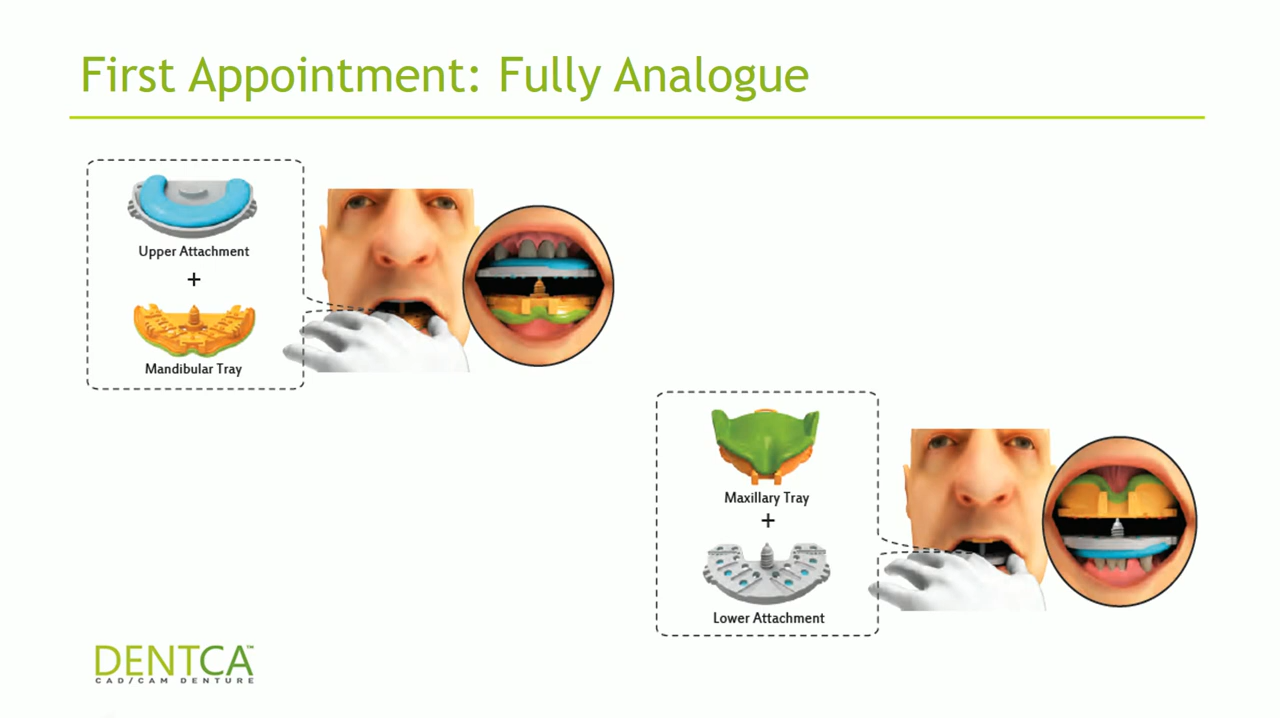 First Appointment: Fully Analogue
Upper Attachment
+
Mandibular Tray
Maxillary Tray
+
Lower Attachment
DENTCA™
CAD/CAM DENTURE